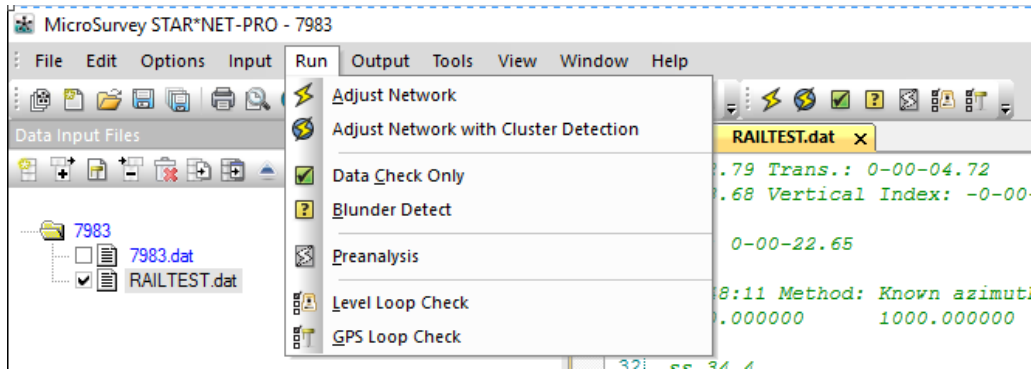 MicroSurvey STAR*NET-PRO - 7983
File Edit Options Input Run Output Tools View Window Help
Adjust Network
Adjust Network with Cluster Detection
Data Check Only
Blunder Detect
Preanalysis
Level Loop Check
GPS Loop Check
Data Input Files
7983
7983.dat
RAILTEST.dat
RAILTEST.dat x
.79 Trans.: 0-00-04.72
.68 Vertical Index: -0-00-
0-00-22.65
8:11 Method: Known azimut
.000000 1000.000000
32 ss 34.4